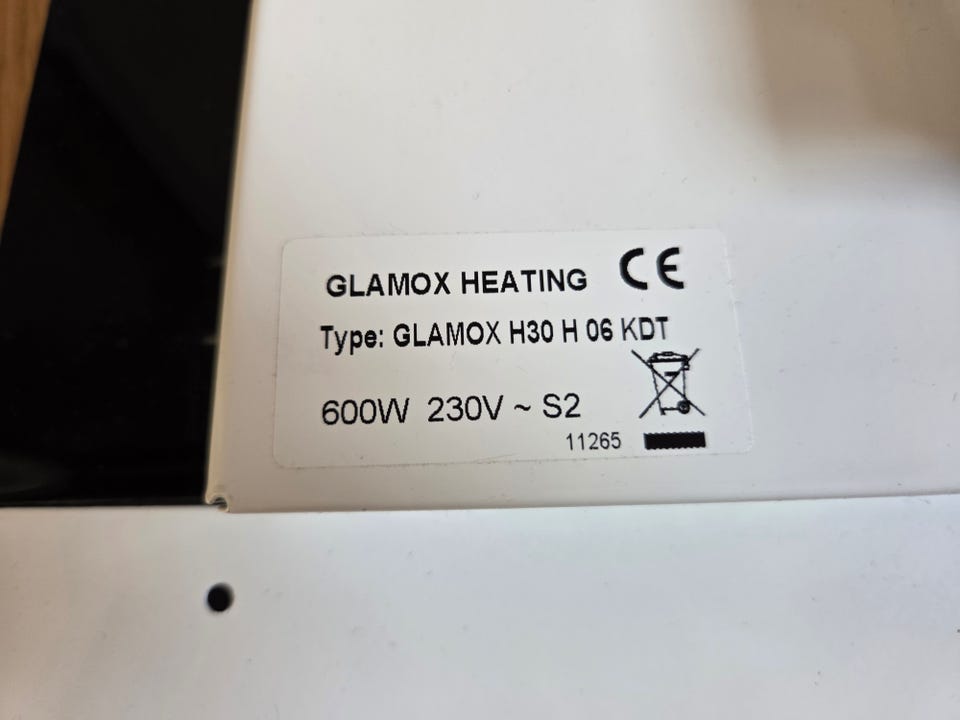 GLAMOX HEATING CE
Type: GLAMOX H30 H 06 KDT
600W 230V ~ S2
11265